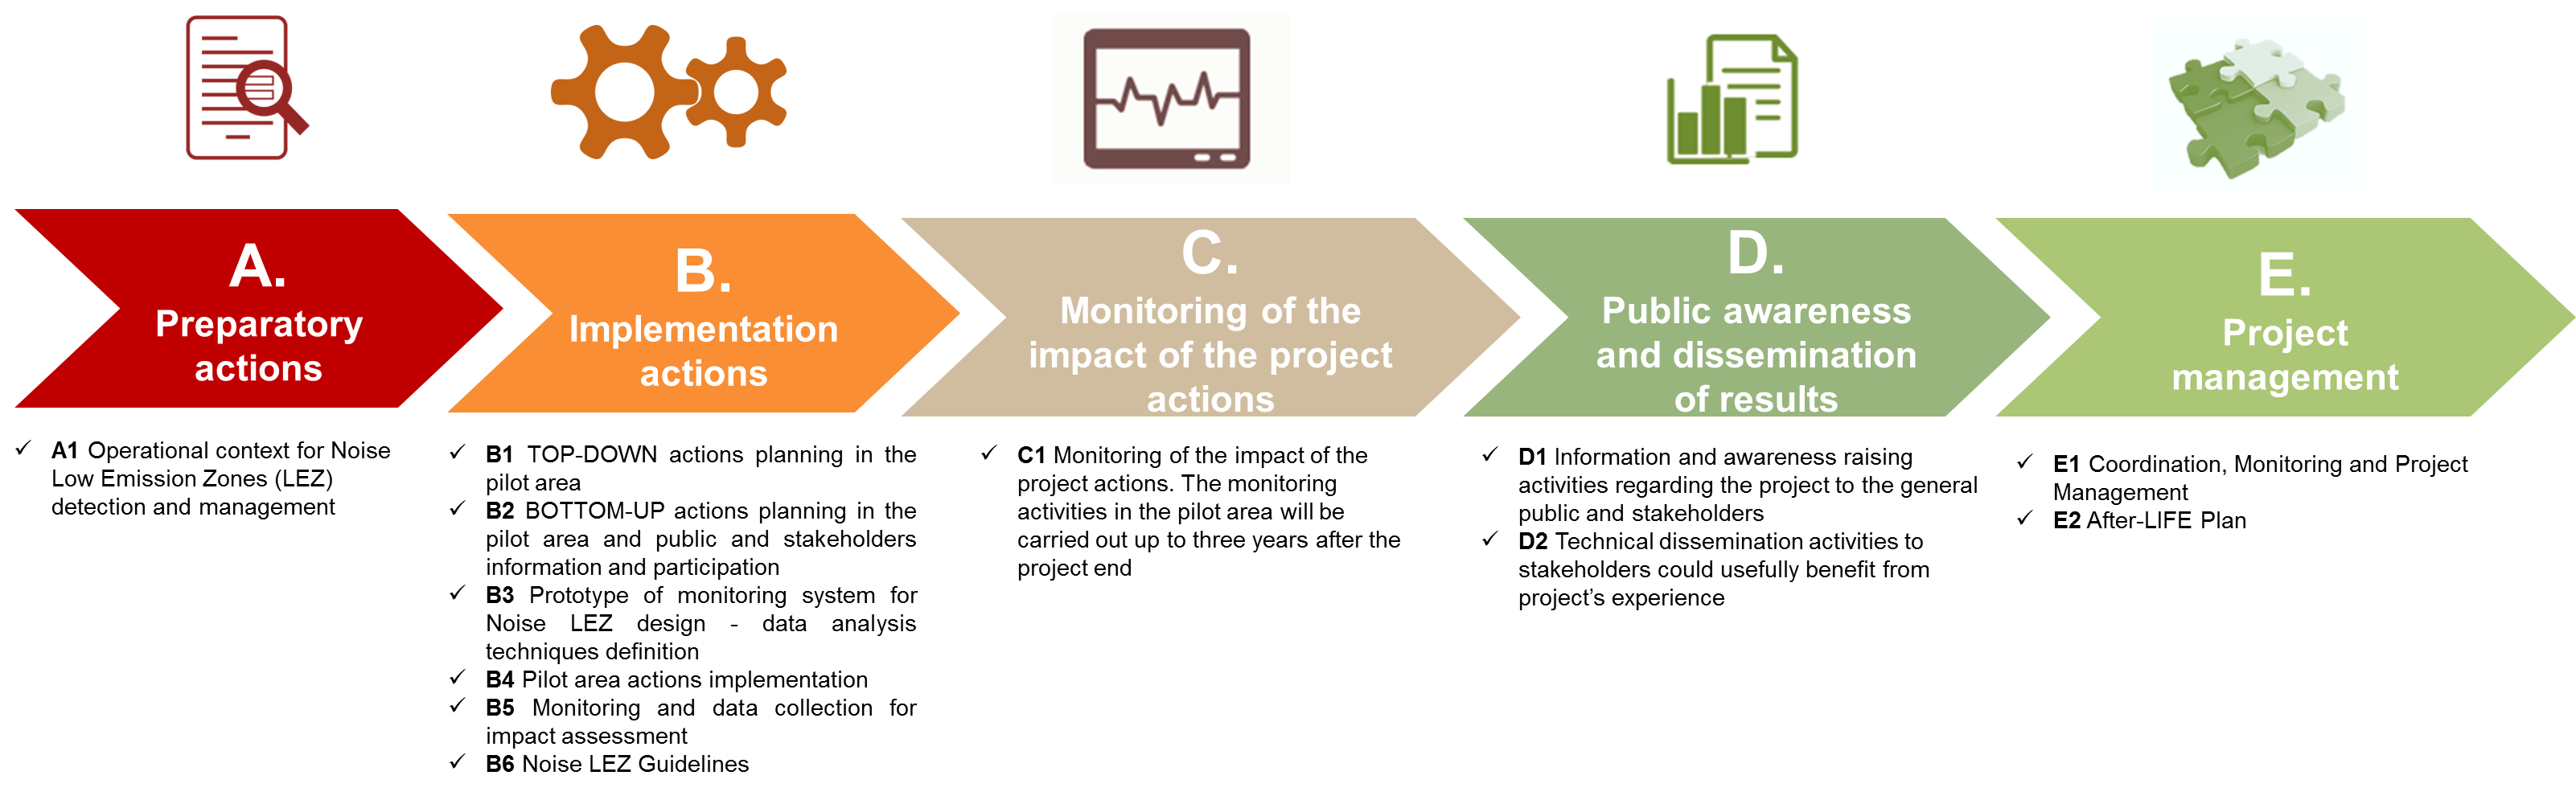 A.
Preparatory
actions
B.
Implementation
actions
C.
Monitoring of the
impact of the project
actions
D.
Public awareness
and dissemination
of results
E.
Project
management
✓ A1 Operational context for Noise
Low Emission Zones (LEZ)
detection and management
✓ B1 TOP-DOWN actions planning in the
pilot area
✓ B2 BOTTOM-UP actions planning in the
pilot area and public and stakeholders
information and participation
✓ B3 Prototype of monitoring system for
Noise LEZ design - data analysis
techniques definition
✓ B4 Pilot area actions implementation
✓ B5 Monitoring and data collection for
impact assessment
✓ B6 Noise LEZ Guidelines
✓ C1 Monitoring of the impact of the
project actions. The monitoring
activities in the pilot area will be
carried out up to three years after the
project end
✓ D1 Information and awareness raising
activities regarding the project to the general
public and stakeholders
✓ D2 Technical dissemination activities to
stakeholders could usefully benefit from
project’s experience
✓ E1 Coordination, Monitoring and Project
Management
✓ E2 After-LIFE Plan